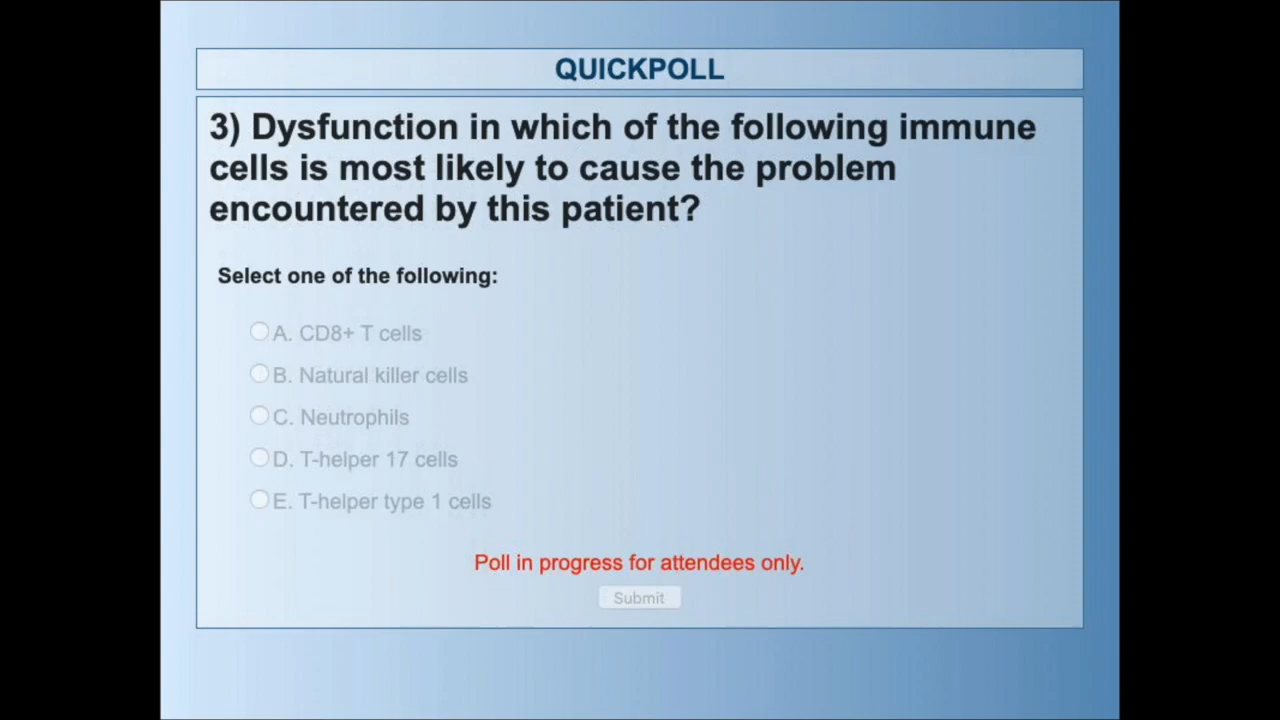 QUICKPOLL
3) Dysfunction in which of the following immune
cells is most likely to cause the problem
encountered by this patient?
Select one of the following:
A. CD8+ T cells
B. Natural killer cells
C. Neutrophils
D. T-helper 17 cells
E. T-helper type 1 cells
Poll in progress for attendees only.
Submit